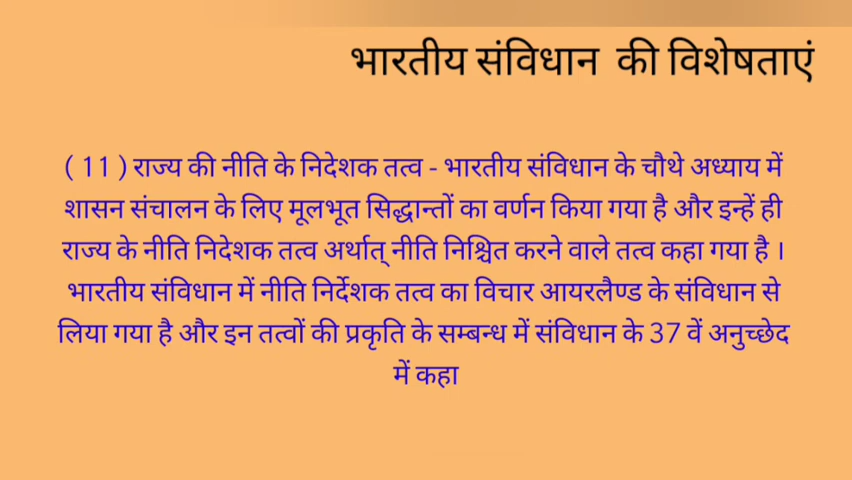 भारतीय संविधान की विशेषताएं
( 11 ) राज्य की नीति के निदेशक तत्व - भारतीय संविधान के चौथे अध्याय में
शासन संचालन के लिए मूलभूत सिद्धान्तों का वर्णन किया गया है और इन्हें ही
राज्य के नीति निदेशक तत्व अर्थात् नीति निश्चित करने वाले तत्व कहा गया है ।
भारतीय संविधान में नीति निर्देशक तत्व का विचार आयरलैण्ड के संविधान से
लिया गया है और इन तत्वों की प्रकृति के सम्बन्ध में संविधान के 37 वें अनुच्छेद
में कहा